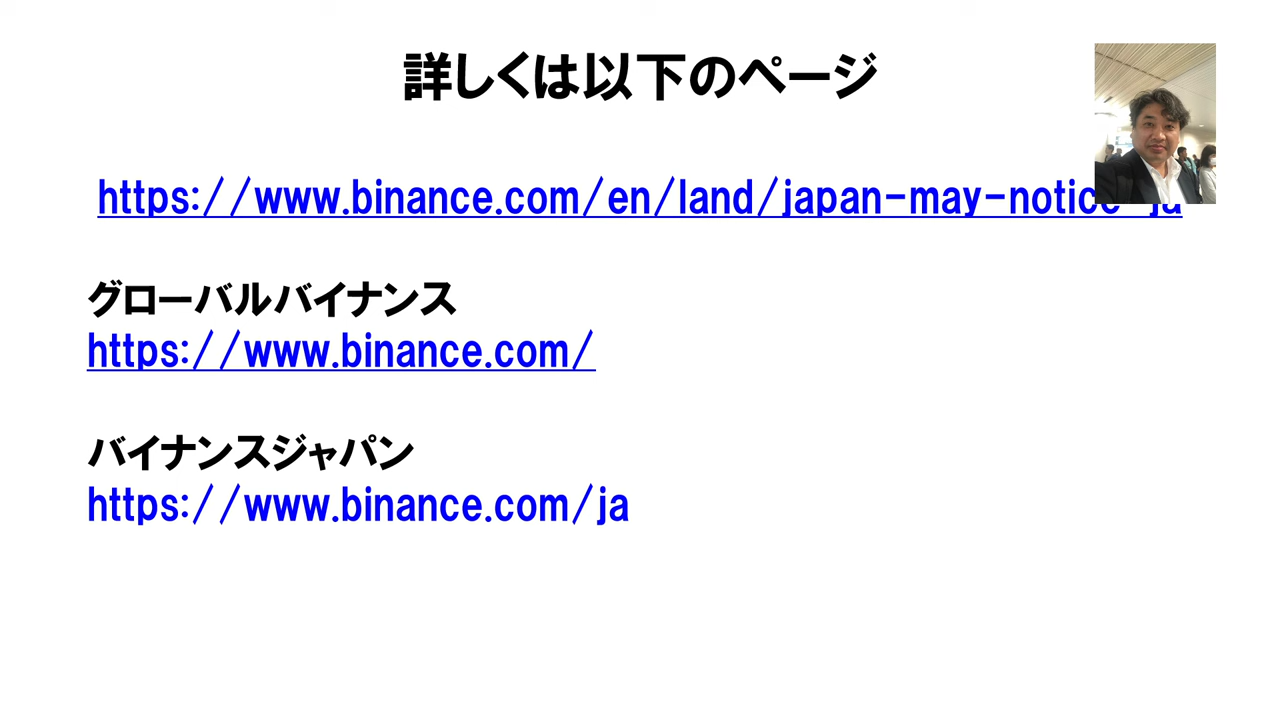 詳しくは以下のページ
https://www.binance.com/en/land/japan-may-notice-ja
グローバルバイナンス
https://www.binance.com/
バイナンスジャパン
https://www.binance.com/ja